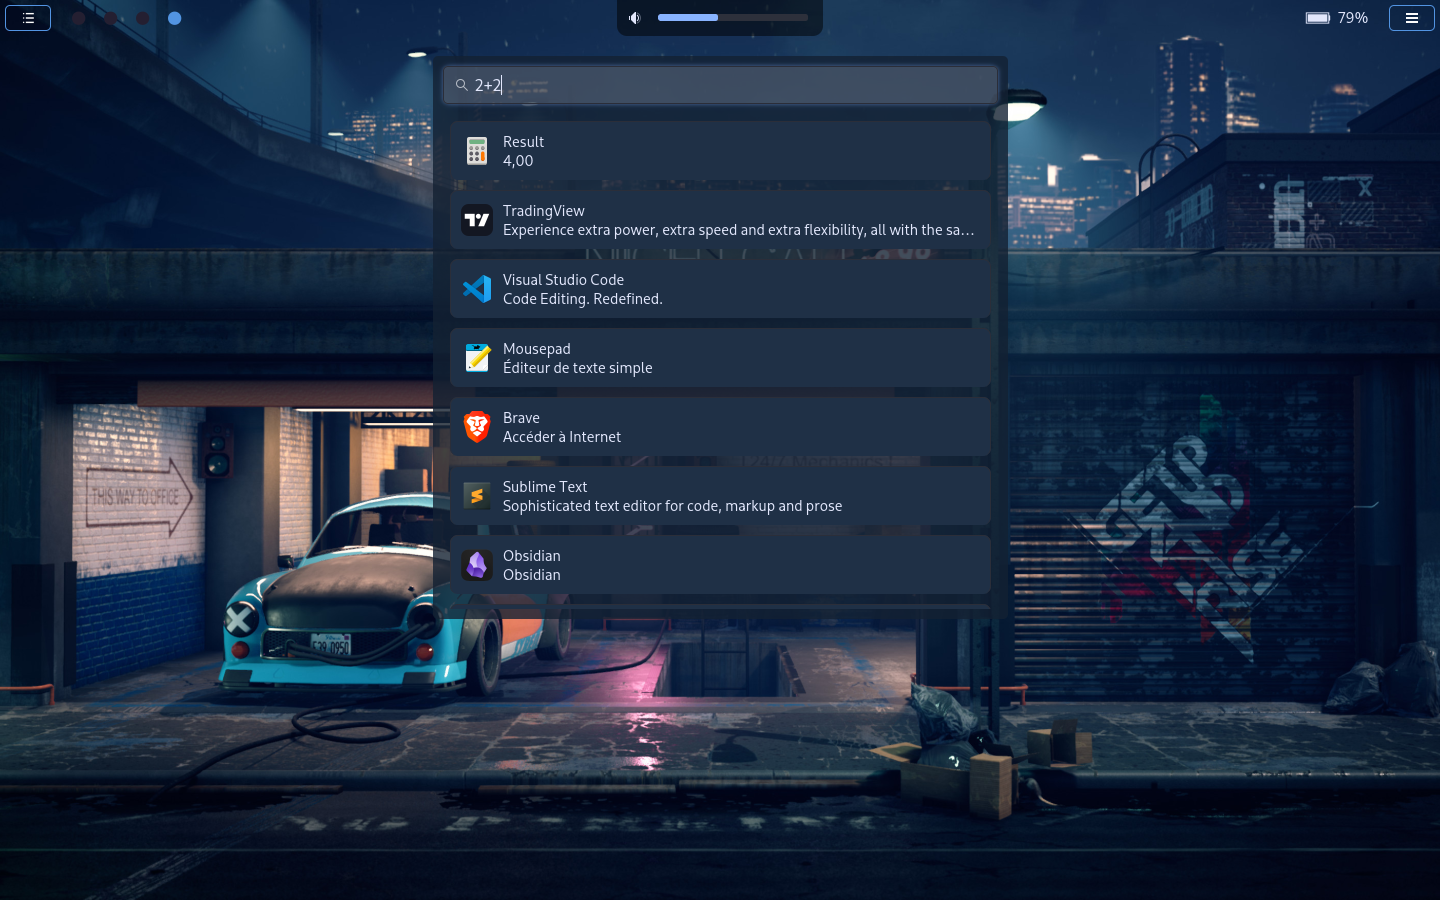 79%
2+2
Result
4,00
TradingView
Experience extra power, extra speed and extra flexibility, all with the sa...
Visual Studio Code
Code Editing. Redefined.
Mousepad
Éditeur de texte simple
Brave
Accéder à Internet
Sublime Text
Sophisticated text editor for code, markup and prose
Obsidian
Obsidian
THIS WAY TO OFFICE